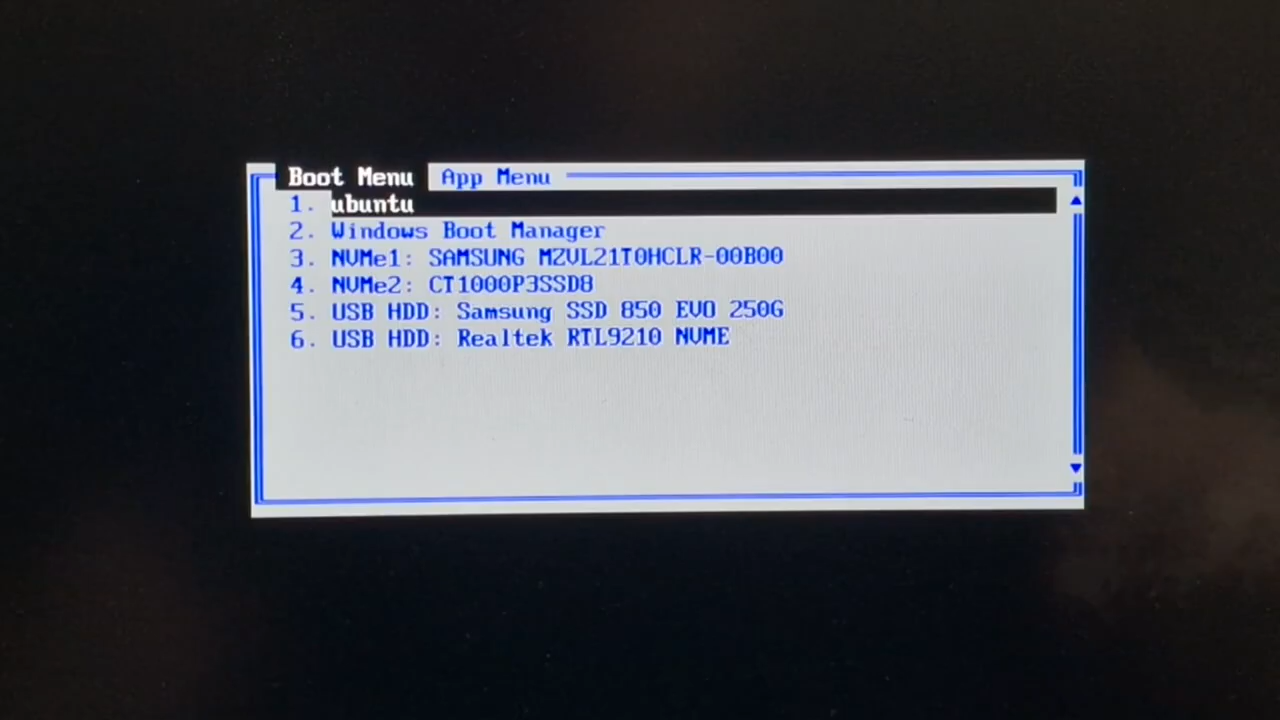 Boot Menu App Menu
1. ubuntu
2. Windows Boot Manager
3. NVMe1: SAMSUNG MZVL21T0HCLR-00B00
4. NVMe2: CT1000P3SSD8
5. USB HDD: Samsung SSD 850 EVO 250G
6. USB HDD: Realtek RTL9210 NVME